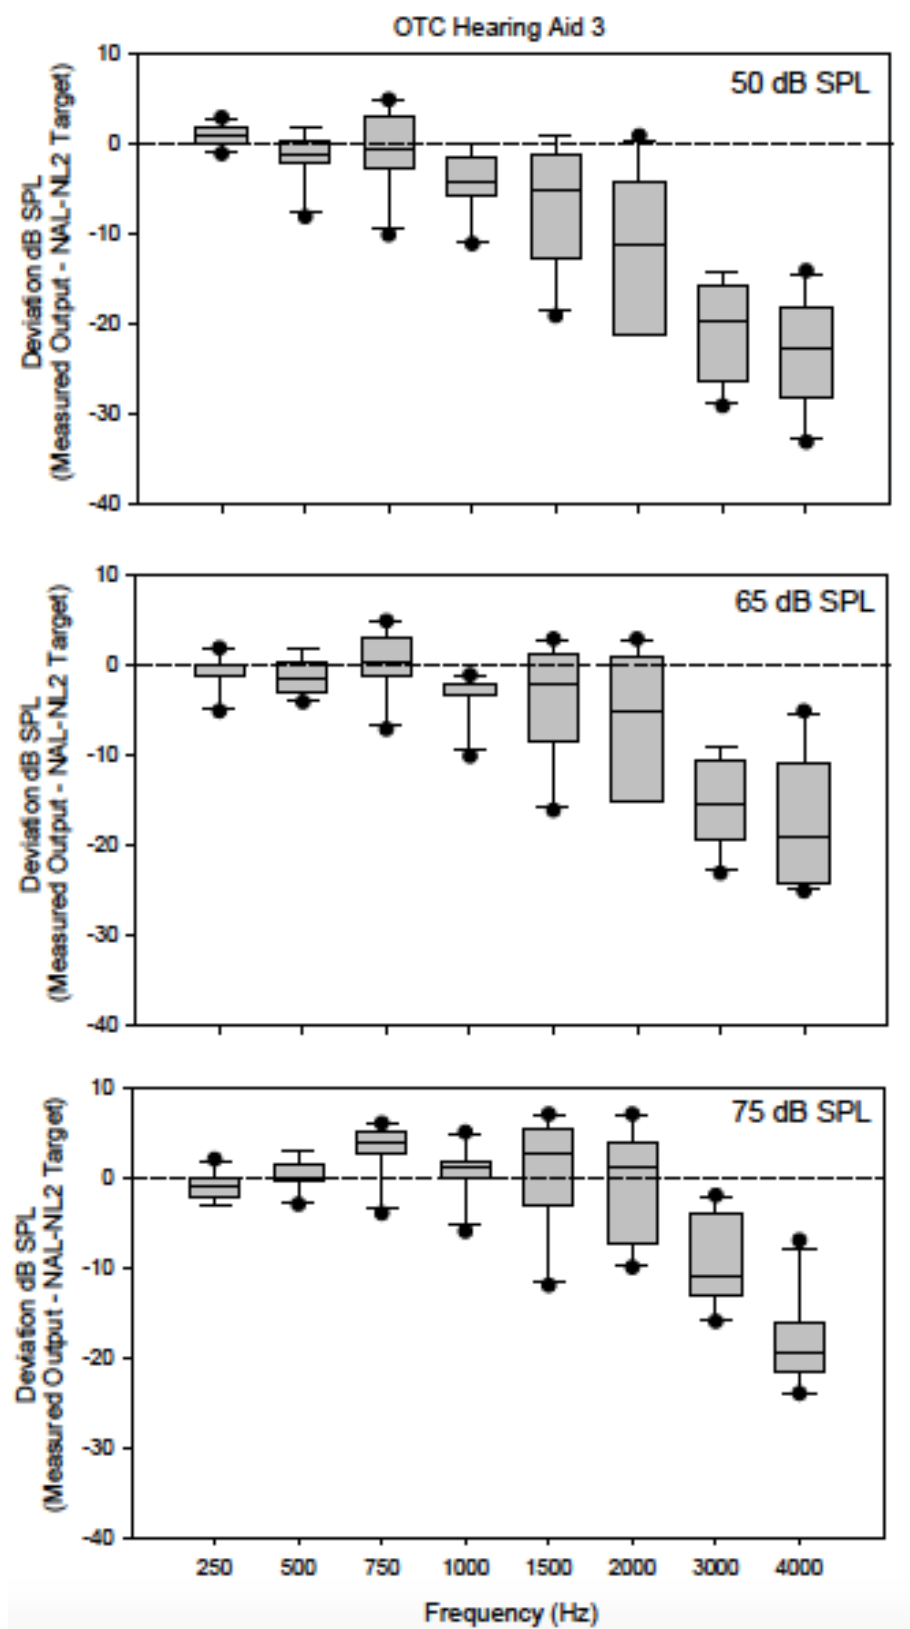 OTC Hearing Aid 3
50 dB SPL
Deviation dB SPL
(Measured Output - NAL-NL2 Target)
10
0
-10
-20
-30
-40
65 dB SPL
Deviation dB SPL
(Measured Output - NAL-NL2 Target)
10
0
-10
-20
-30
-40
75 dB SPL
Deviation dB SPL
(Measured Output - NAL-NL2 Target)
10
0
-10
-20
-30
-40
250 500 750 1000 1500 2000 3000 4000
Frequency (Hz)